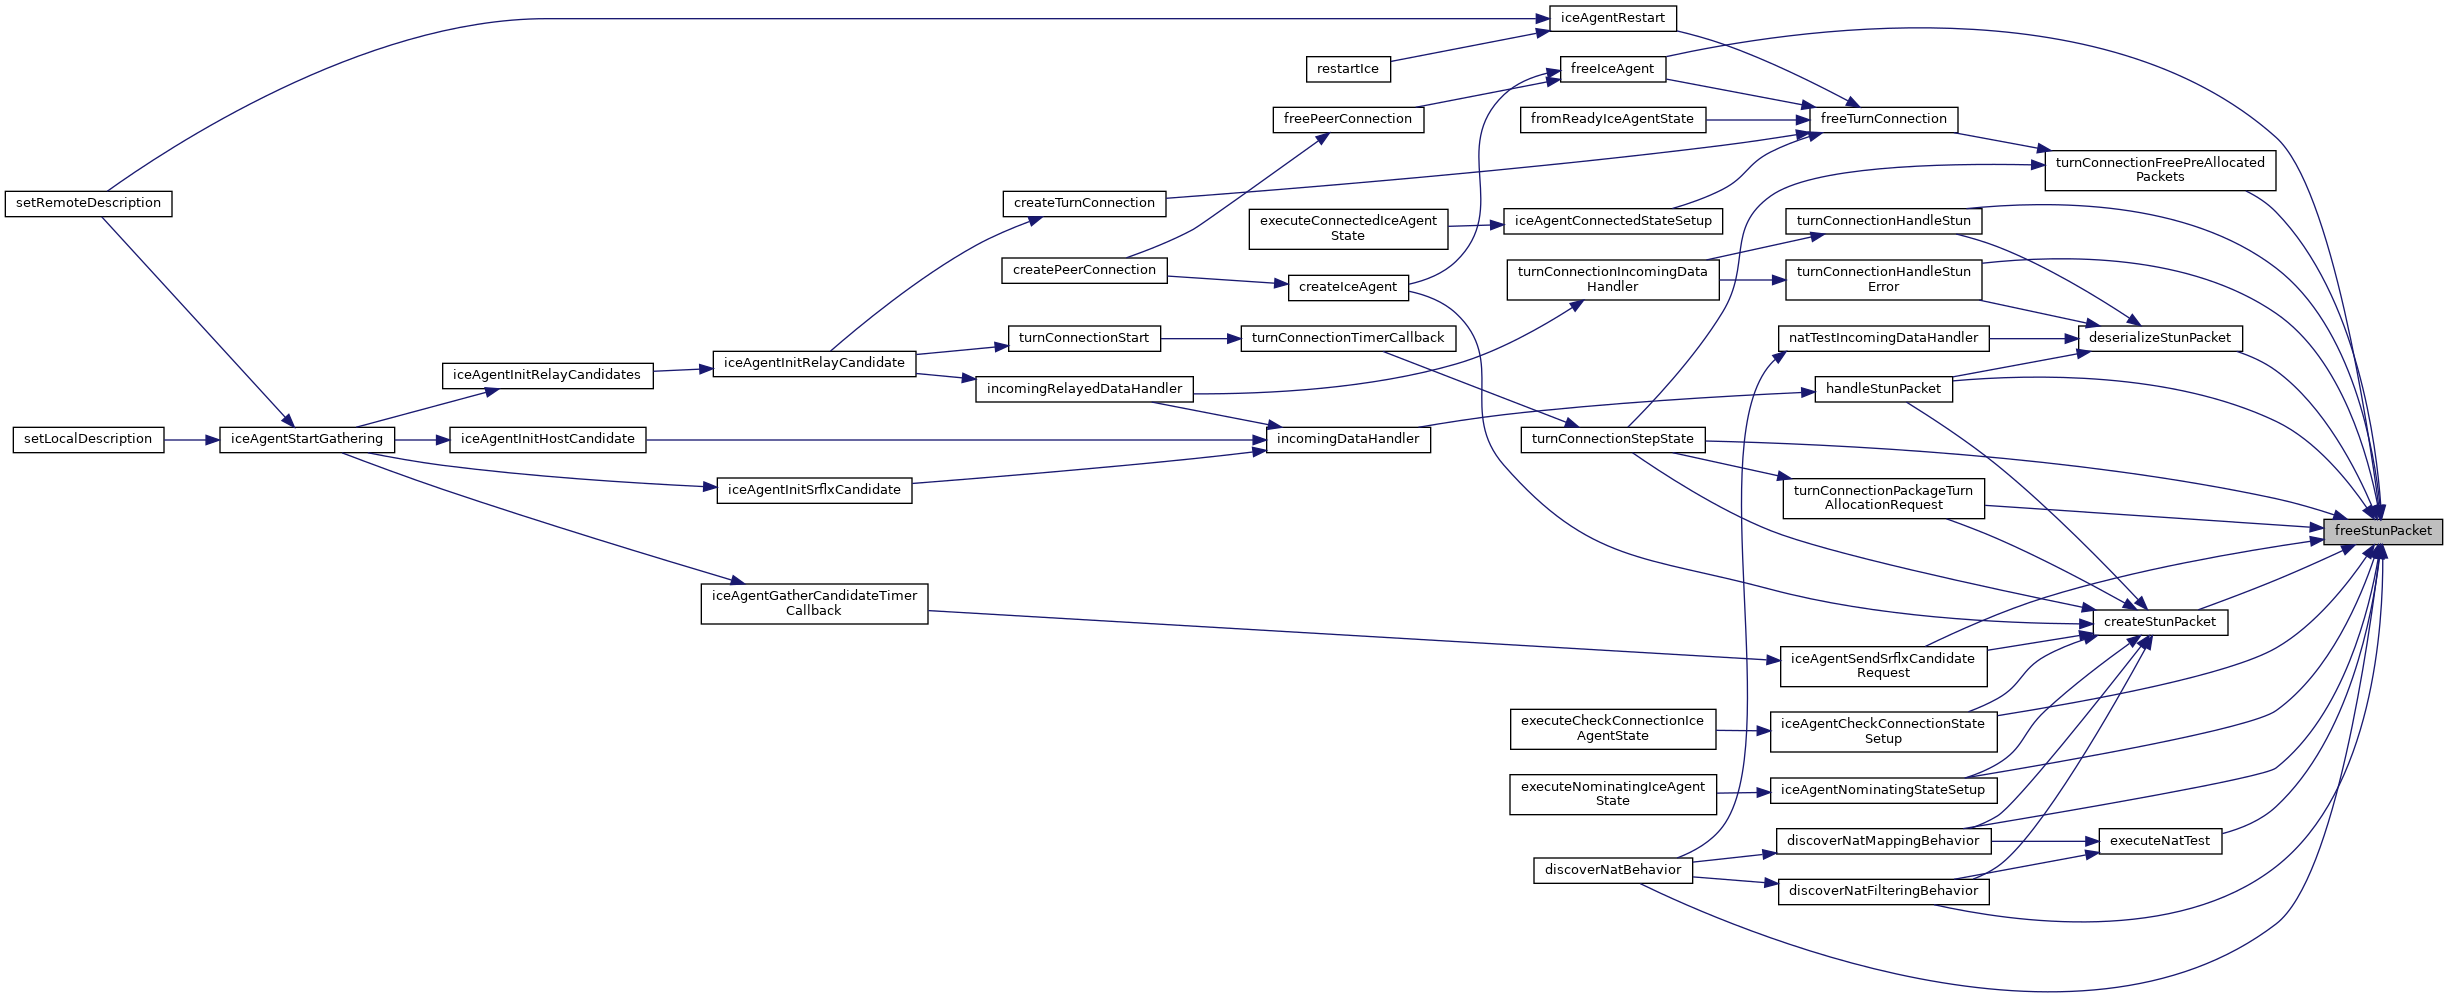 iceAgentRestart
restartIce
freeIceAgent
freePeerConnection
fromReadyIceAgentState
freeTurnConnection
turnConnectionFreePreAllocated
Packets
setRemoteDescription
createTurnConnection
executeConnectedIceAgent
State
iceAgentConnectedStateSetup
turnConnectionHandleStun
createPeerConnection
createIceAgent
turnConnectionIncomingData
Handler
turnConnectionHandleStun
Error
turnConnectionStart
turnConnectionTimerCallback
natTestIncomingDataHandler
deserializeStunPacket
iceAgentInitRelayCandidates
iceAgentInitRelayCandidate
incomingRelayedDataHandler
handleStunPacket
setLocalDescription
iceAgentStartGathering
iceAgentInitHostCandidate
incomingDataHandler
turnConnectionStepState
iceAgentInitSrflxCandidate
turnConnectionPackageTurn
AllocationRequest
freeStunPacket
iceAgentGatherCandidateTimer
Callback
createStunPacket
iceAgentSendSrflxCandidate
Request
executeCheckConnectionIce
AgentState
iceAgentCheckConnectionState
Setup
executeNominatingIceAgent
State
iceAgentNominatingStateSetup
discoverNatMappingBehavior
executeNatTest
discoverNatBehavior
discoverNatFilteringBehavior